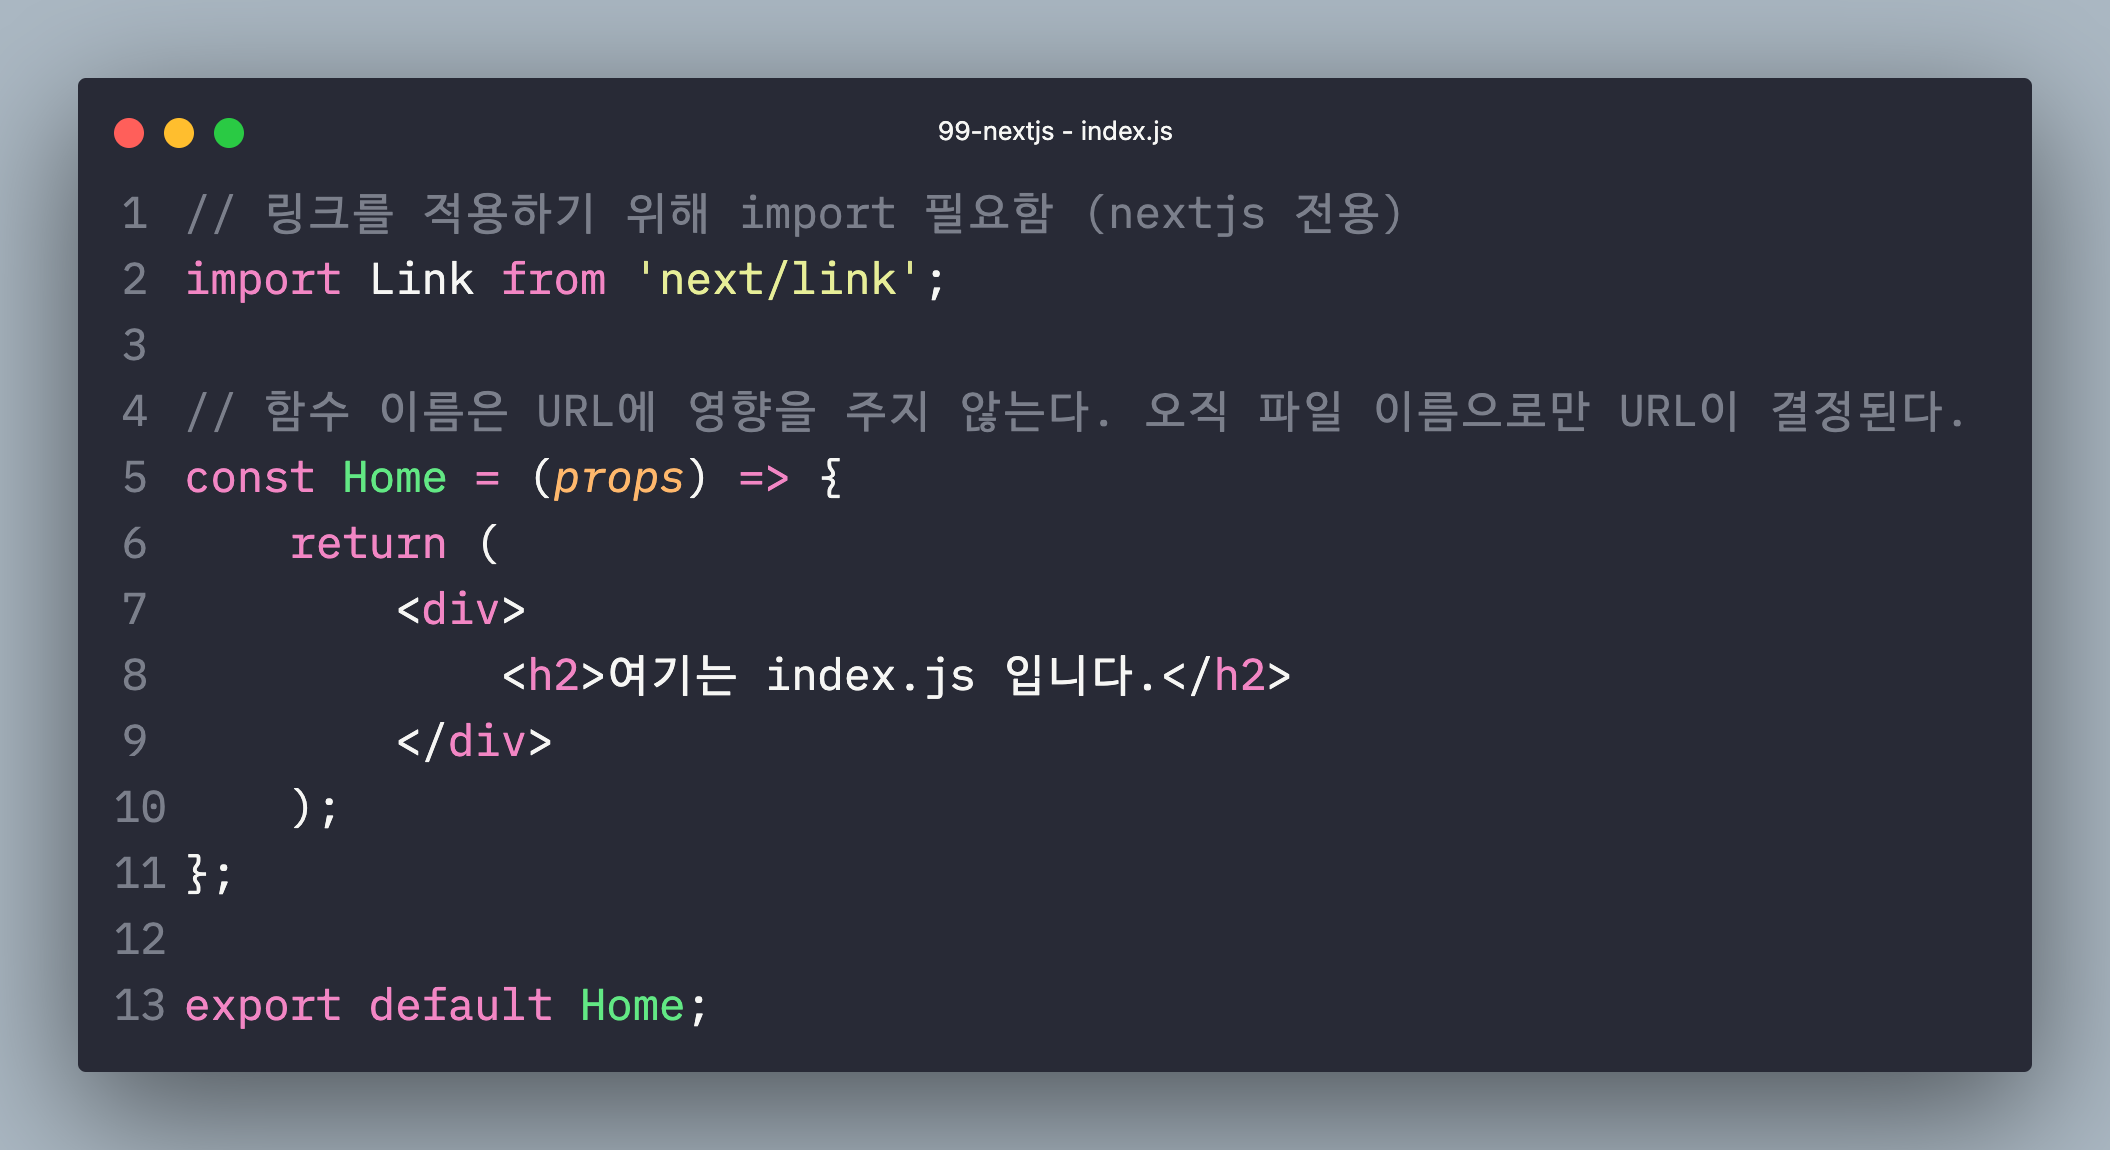 99-nextjs - index.js
1 // 링크를 적용하기 위해 import 필요함 (nextjs 전용)
2 import Link from 'next/link';
3
4 // 함수 이름은 URL에 영향을 주지 않는다. 오직 파일 이름으로만 URL이 결정된다.
5 const Home = (props) => {
6     return (
7         <div>
8             <h2>여기는 index.js 입니다.</h2>
9         </div>
10     );
11 };
12
13 export default Home;